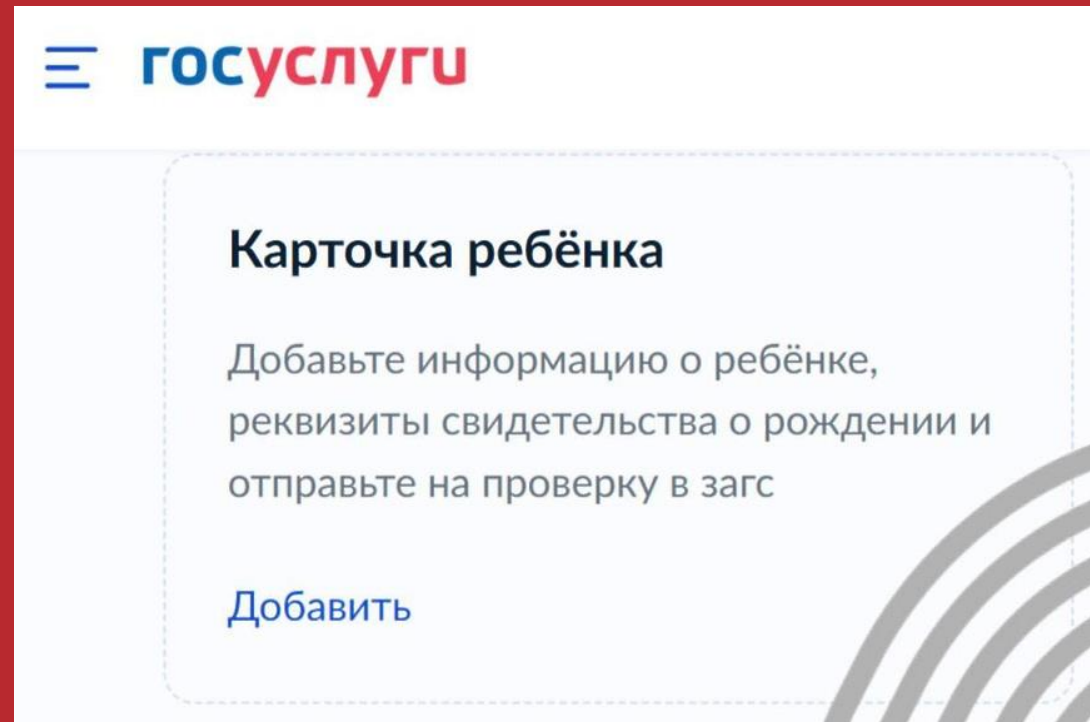 госуслуги
Карточка ребёнка
Добавьте информацию о ребёнке,
реквизиты свидетельства о рождении и
отправьте на проверку в загс
Добавить